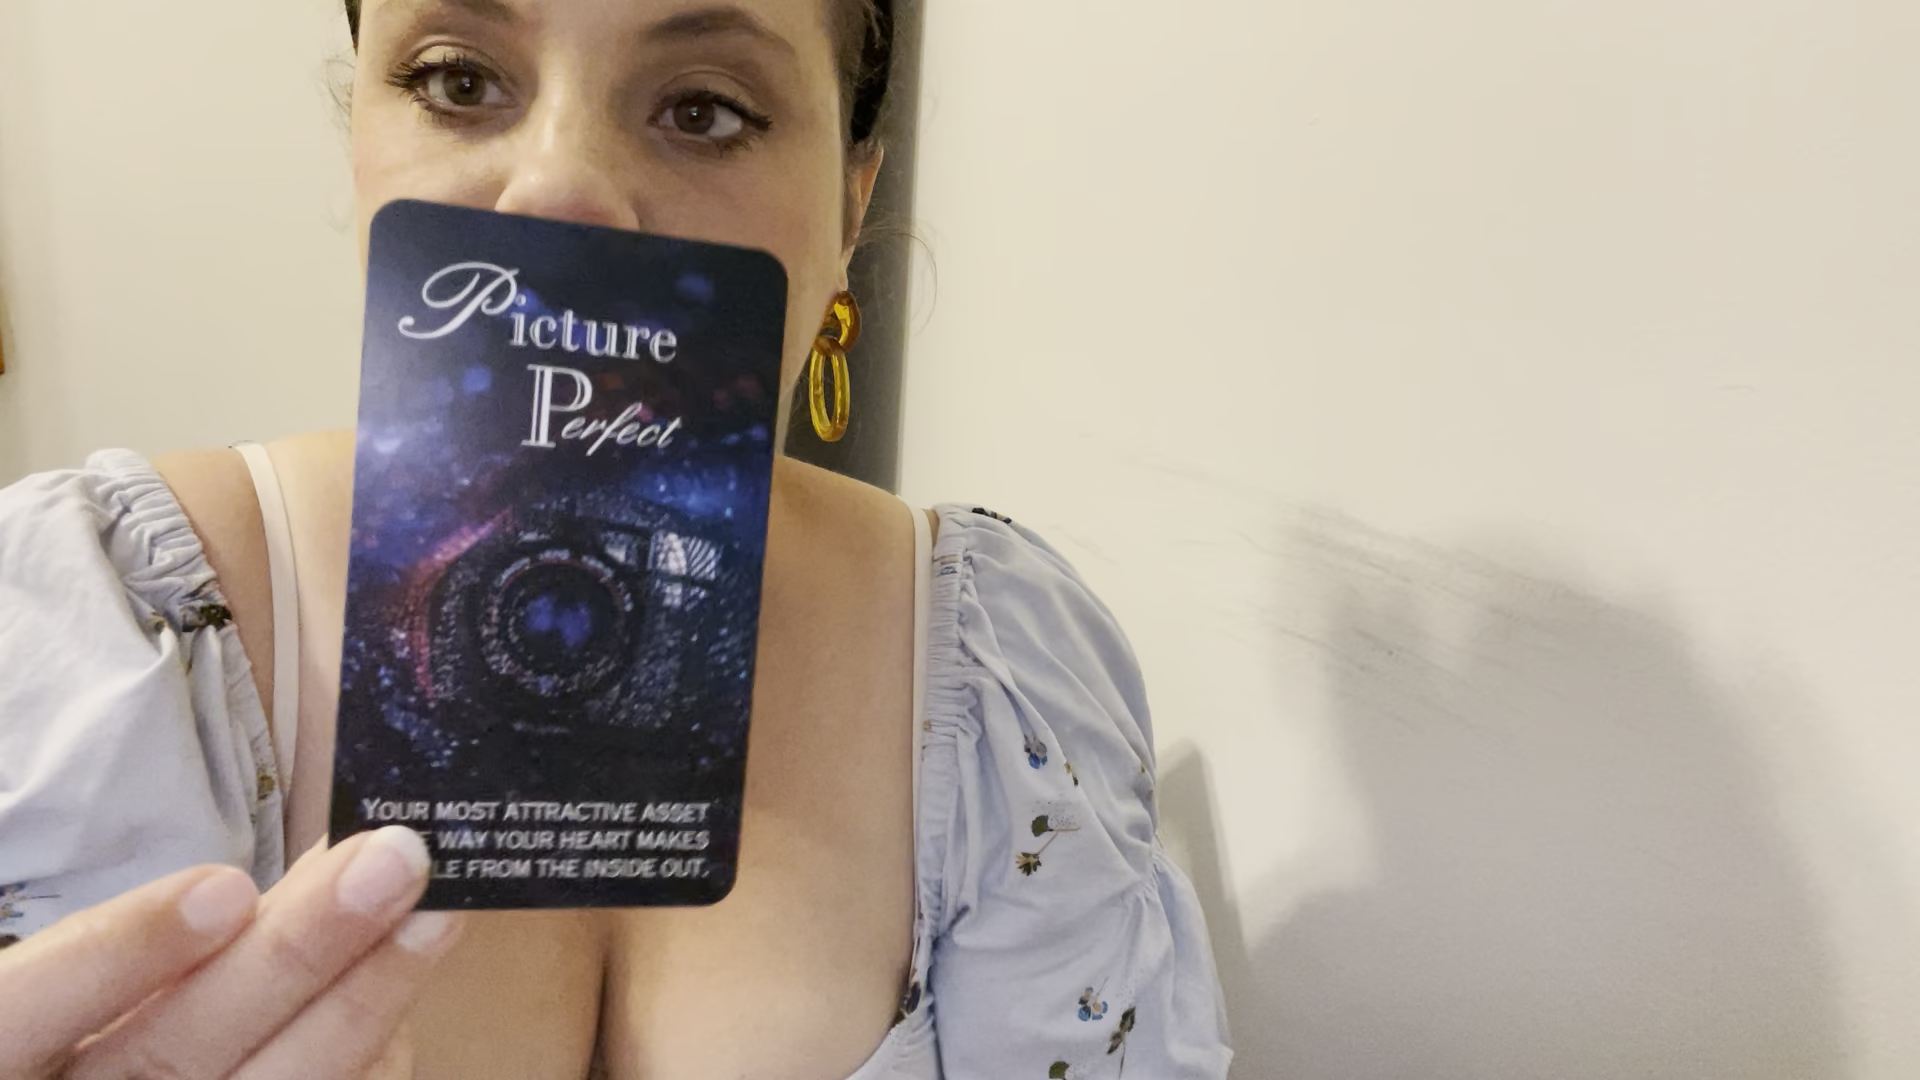 Picture
Perfect
YOUR MOST ATTRACTIVE ASSET
WAY YOUR HEART MAKES
FROM THE INSIDE OUT.